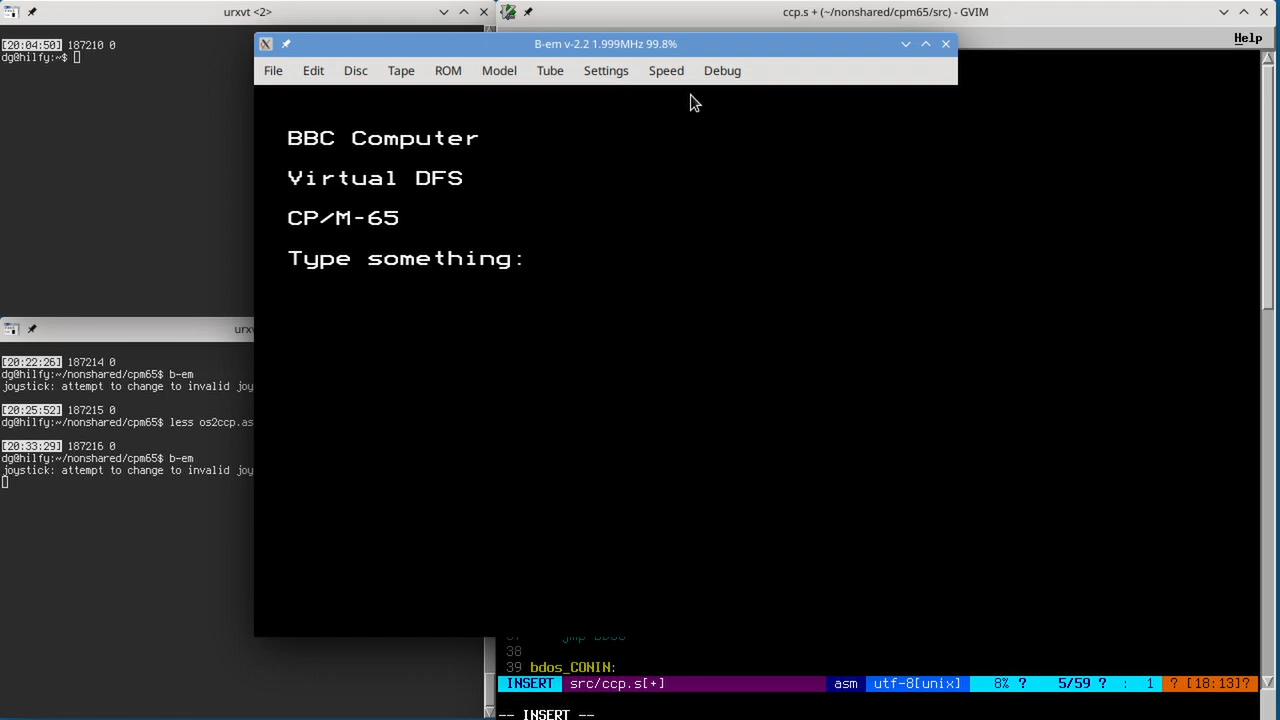 urxvt <2>
ccp.s + (~/nonshared/cpm65/src) - GVIM
Help
[20:04:50] 187210 0
dg@hilfy:~$
B-em v-2.2 1.999MHz 99.8%
File Edit Disc Tape ROM Model Tube Settings Speed Debug
BBC Computer
Virtual DFS
CP/M-65
Type something:
[20:22:26] 187214 0
dg@hilfy:~/nonshared/cpm65$ b-em
joystick: attempt to change to invalid joy
[20:25:52] 187215 0
dg@hilfy:~/nonshared/cpm65$ less os2ccp.as
[20:33:29] 187216 0
dg@hilfy:~/nonshared/cpm65$ b-em
joystick: attempt to change to invalid joy
37 jmp BDOS
38
39 bdos_CONIN:
INSERT src/ccp.s[+] asm utf-8[unix] 8% ? 5/59 ? : 1 ? [18:13]?
-- INSERT --